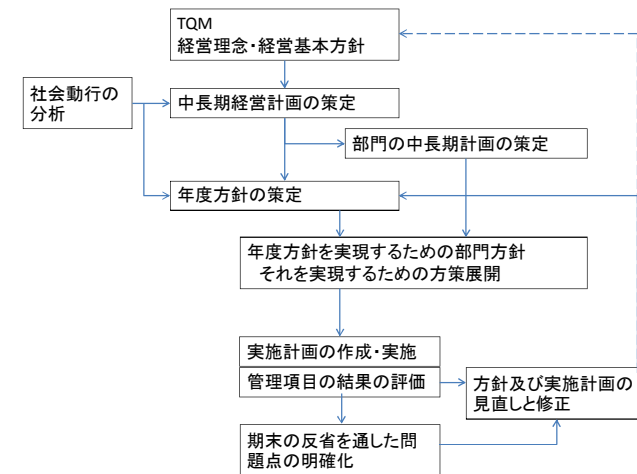 TQM
経営理念・経営基本方針
社会動行の
分析
中長期経営計画の策定
部門の中長期計画の策定
年度方針の策定
年度方針を実現するための部門方針
それを実現するための方策展開
実施計画の作成・実施
管理項目の結果の評価
方針及び実施計画の
見直しと修正
期末の反省を通した問
題点の明確化